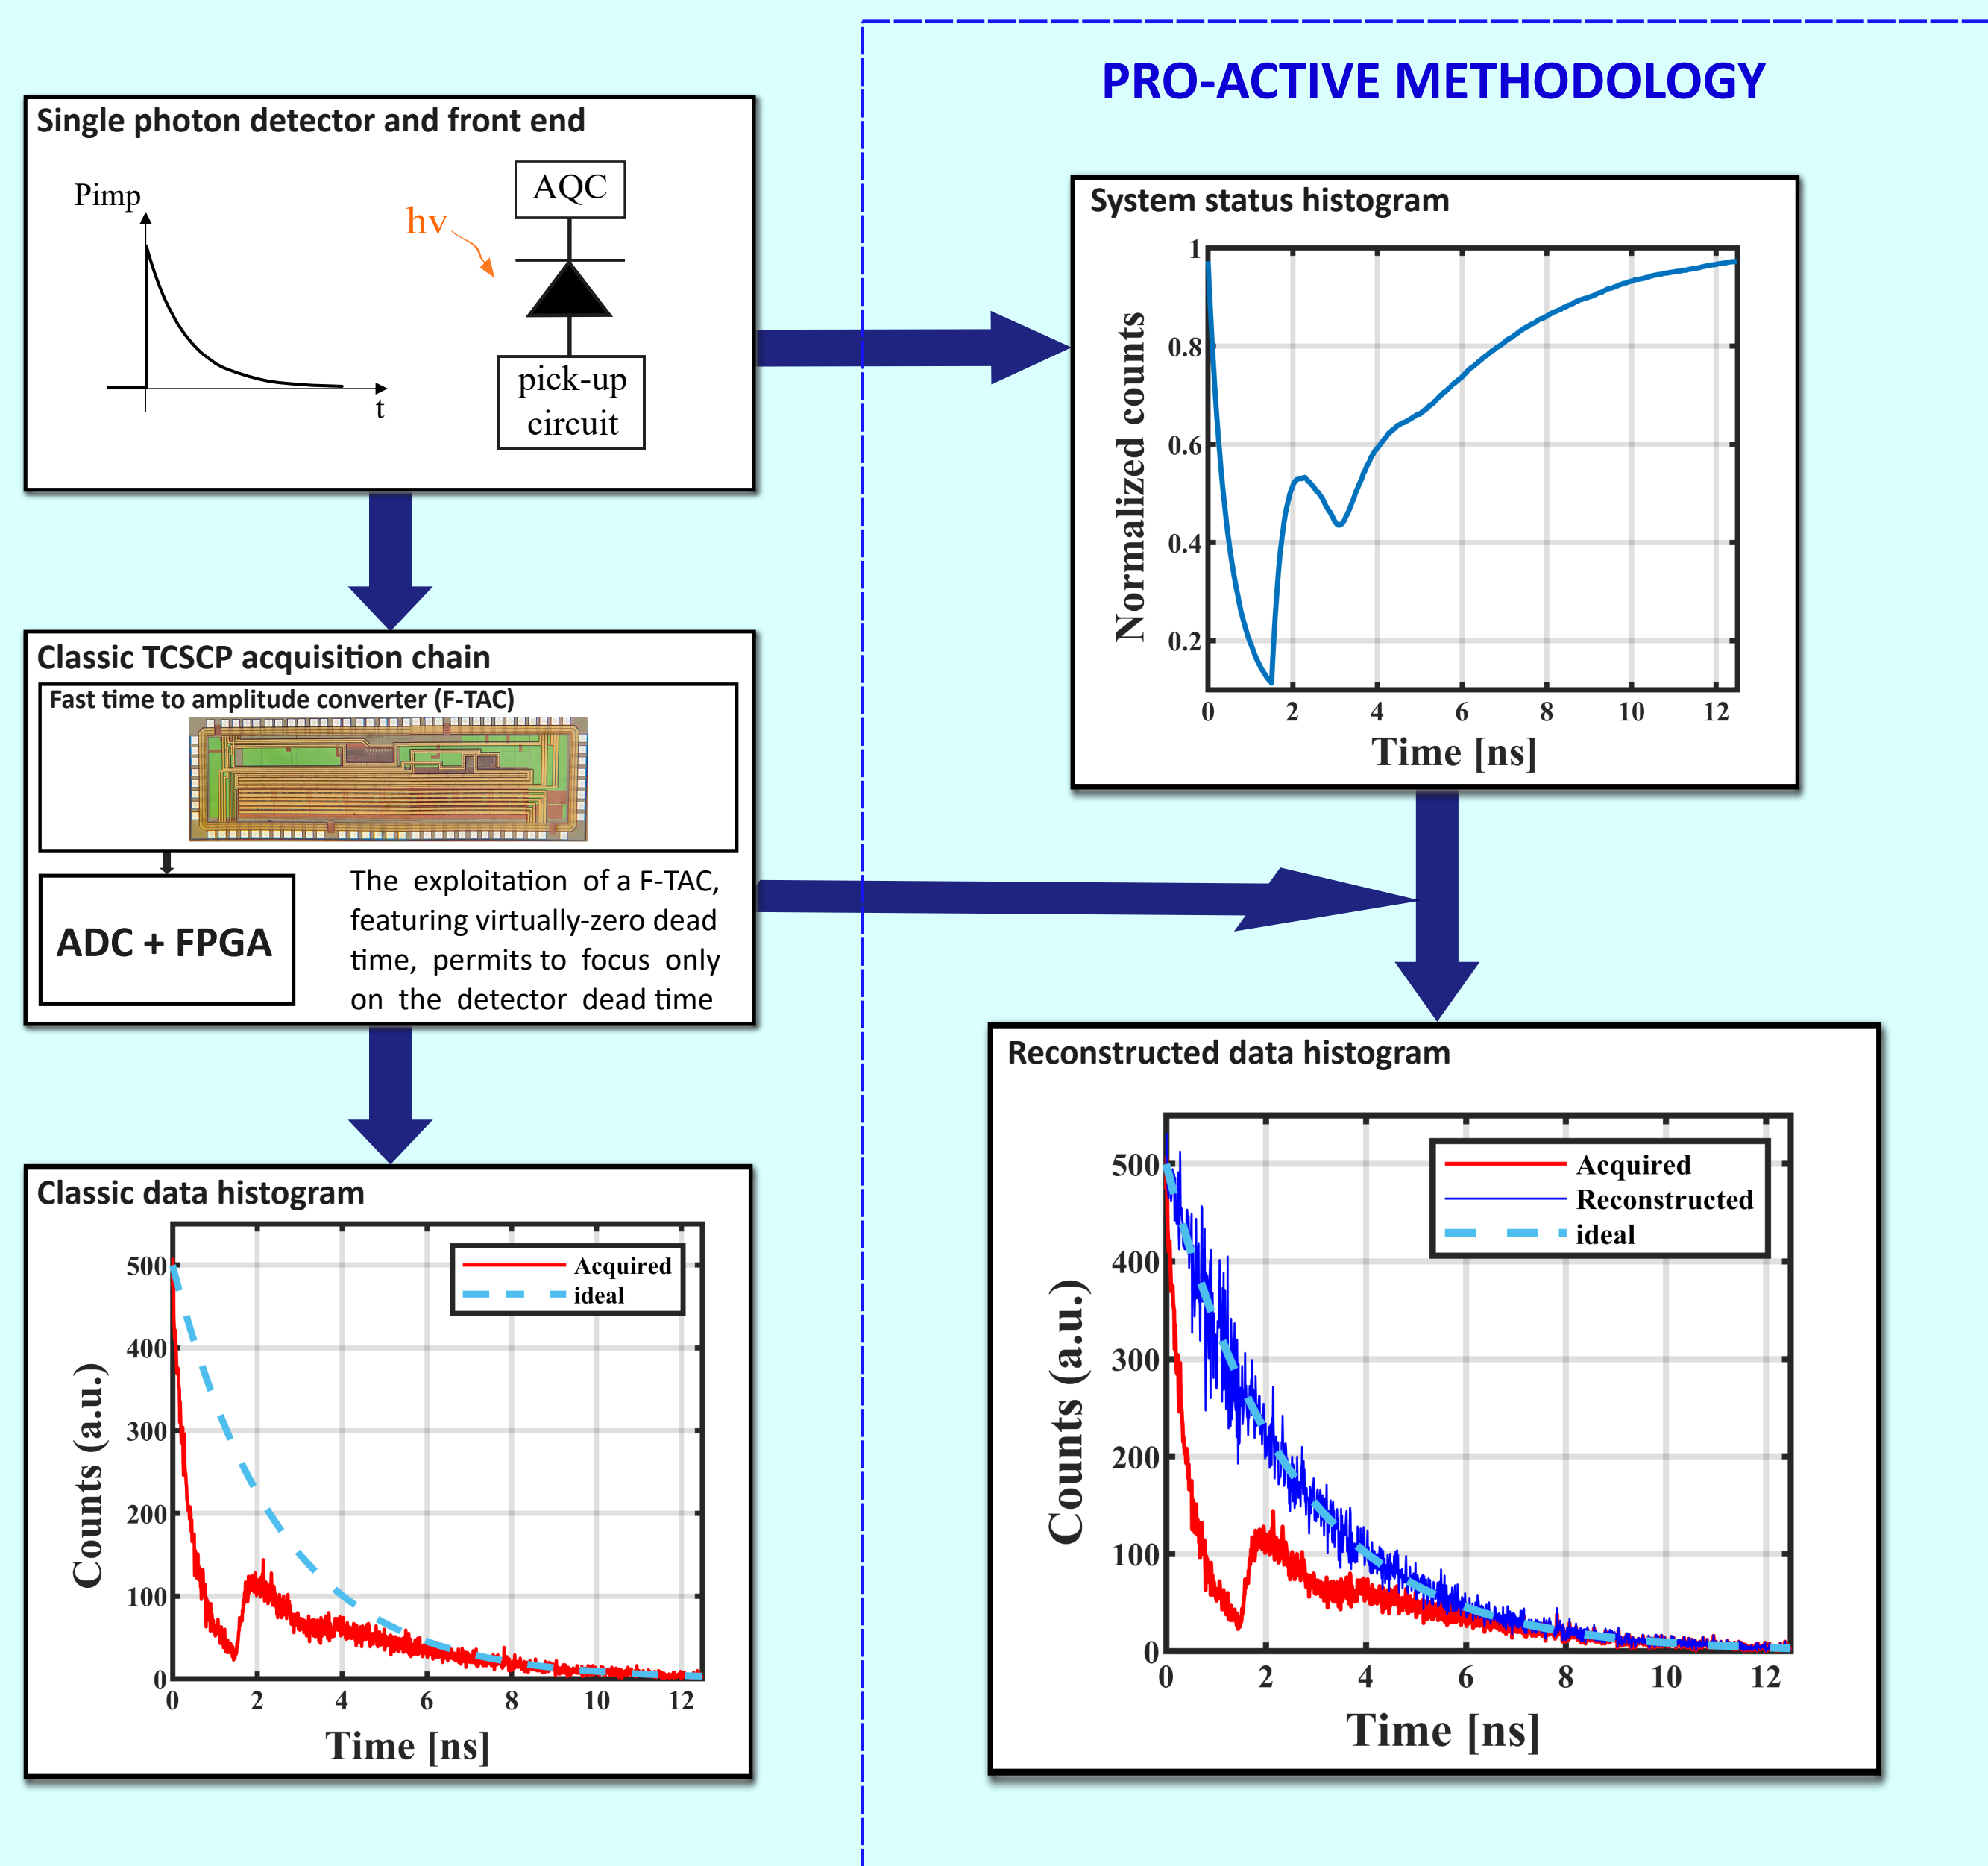 PRO-ACTIVE METHODOLOGY
Single photon detector and front end
Pimp
t
hv
AQC
pick-up
circuit
System status histogram
Normalized counts
1
0.8
0.6
0.4
0.2
0 2 4 6 8 10 12
Time [ns]
Classic TCSCP acquisition chain
Fast time to amplitude converter (F-TAC)
ADC + FPGA
The exploitation of a F-TAC,
featuring virtually-zero dead
time, permits to focus only
on the detector dead time
Classic data histogram
Counts (a.u.)
500
400
300
200
100
0
0 2 4 6 8 10 12
Time [ns]
Acquired
ideal
Reconstructed data histogram
Counts (a.u.)
500
400
300
200
100
0
0 2 4 6 8 10 12
Time [ns]
Acquired
Reconstructed
ideal